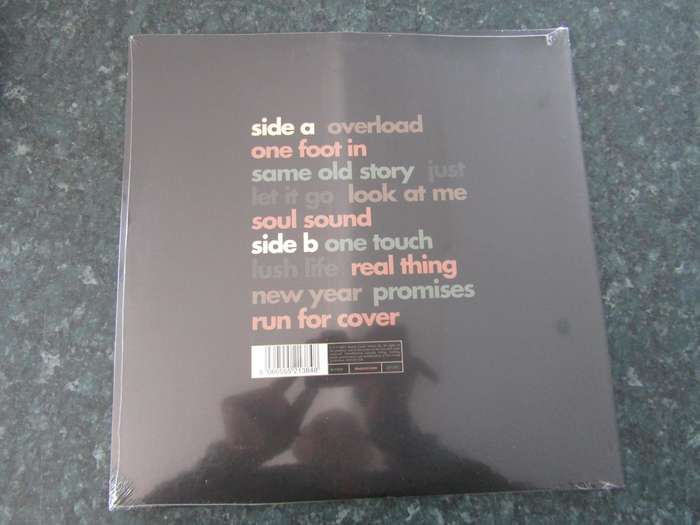 side a overload
one foot in
same old story just
let it go look at me
soul sound
side b one touch
lush life real thing
new year promises
run for cover